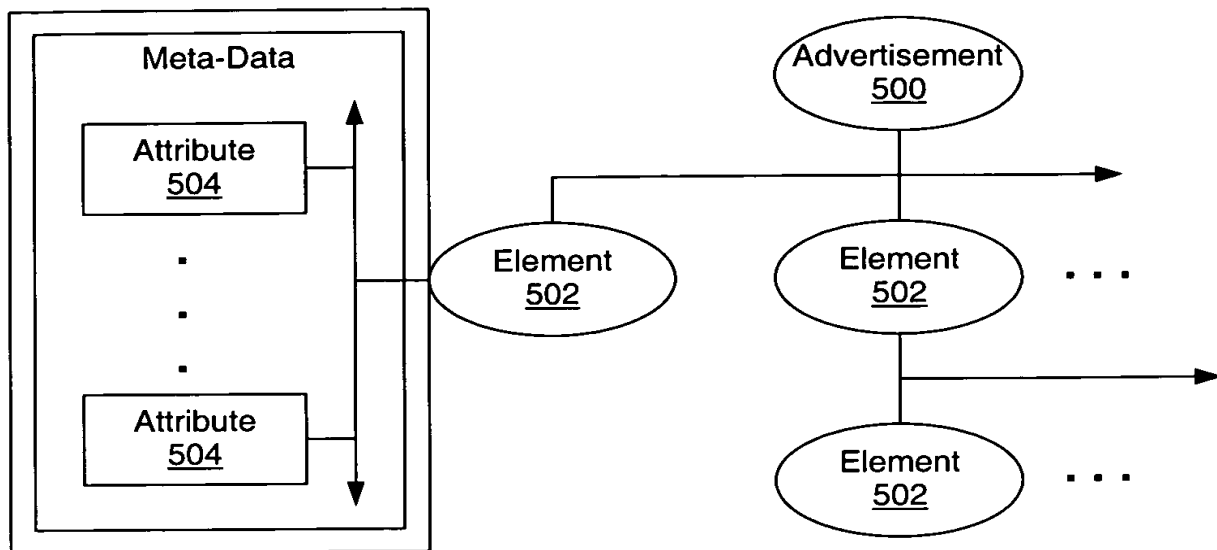 Meta-Data
Attribute
504
Attribute
504
Advertisement
500
Element
502
Element
502
Element
502